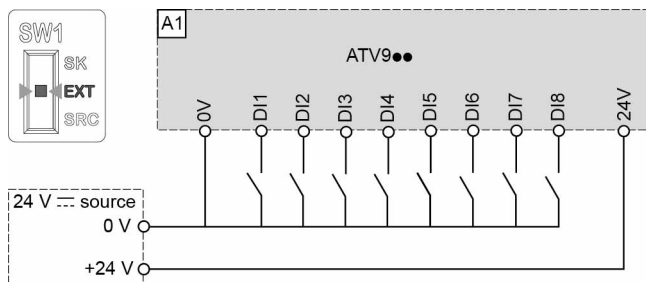 SW1
SK
EXT
SRC
A1
ATV9●●
0V
DI1
DI2
DI3
DI4
DI5
DI6
DI7
DI8
24V
24 V ⎓ source
0 V
+24 V